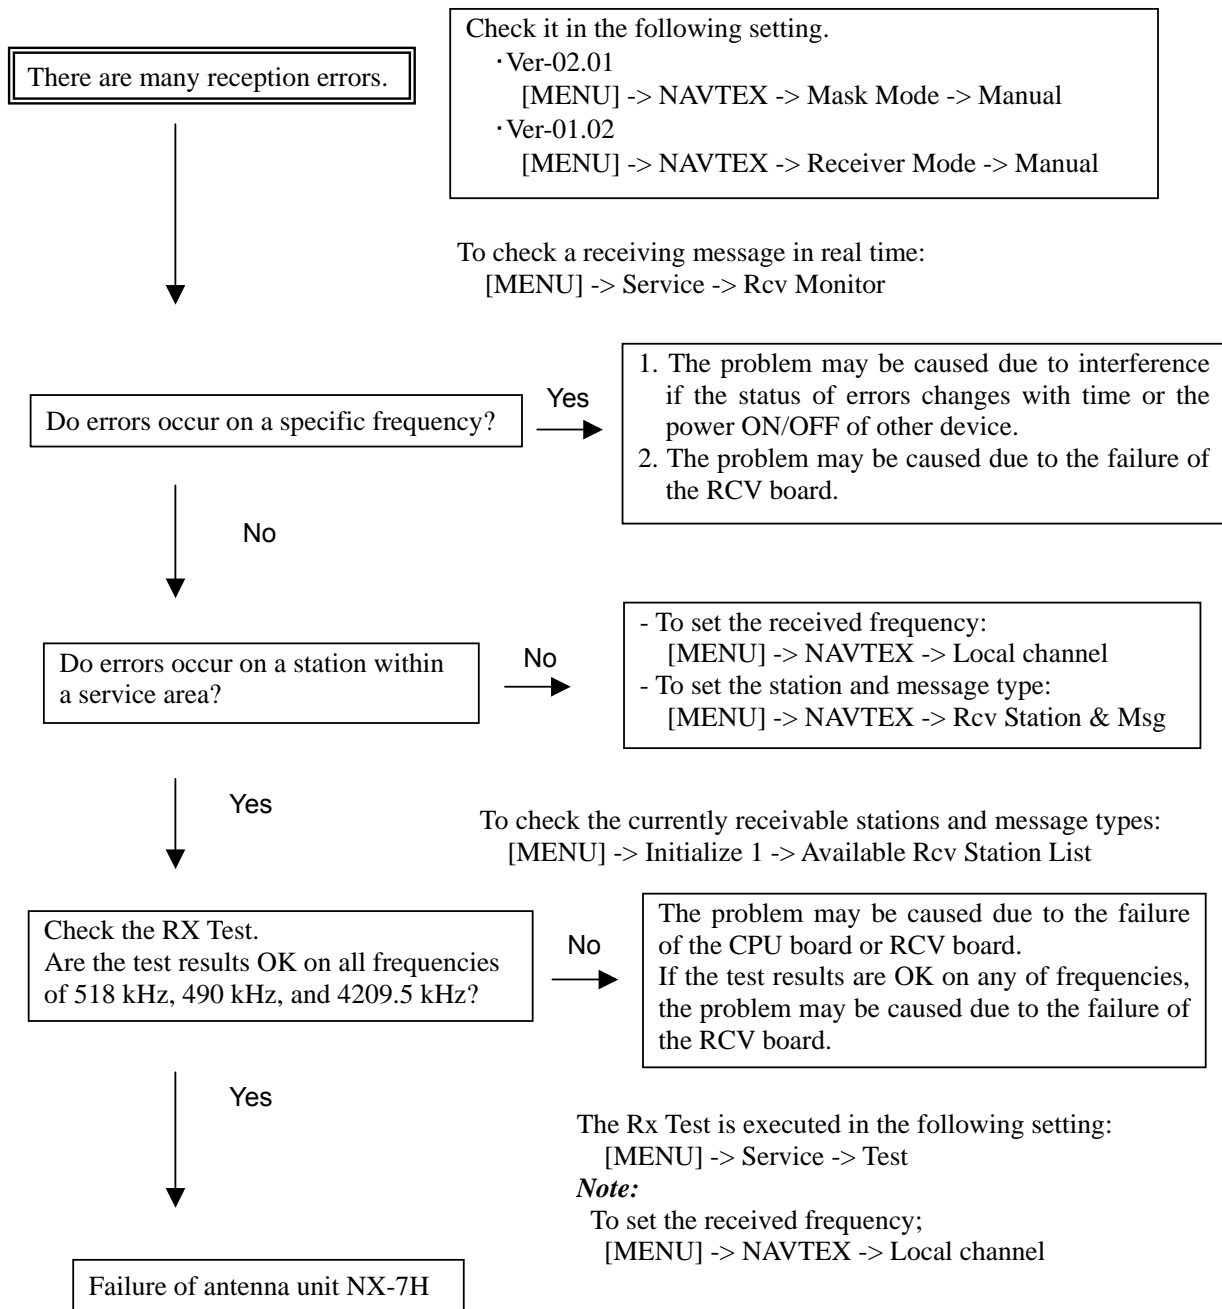 There are many reception errors.
Check it in the following setting.
・Ver-02.01
[MENU] -> NAVTEX -> Mask Mode -> Manual
・Ver-01.02
[MENU] -> NAVTEX -> Receiver Mode -> Manual
To check a receiving message in real time:
[MENU] -> Service -> Rcv Monitor
Do errors occur on a specific frequency?
Yes
1. The problem may be caused due to interference
if the status of errors changes with time or the
power ON/OFF of other device.
2. The problem may be caused due to the failure of
the RCV board.
No
Do errors occur on a station within
a service area?
No
- To set the received frequency:
[MENU] -> NAVTEX -> Local channel
- To set the station and message type:
[MENU] -> NAVTEX -> Rcv Station & Msg
Yes
To check the currently receivable stations and message types:
[MENU] -> Initialize 1 -> Available Rcv Station List
Check the RX Test.
Are the test results OK on all frequencies
of 518 kHz, 490 kHz, and 4209.5 kHz?
No
The problem may be caused due to the failure
of the CPU board or RCV board.
If the test results are OK on any of frequencies,
the problem may be caused due to the failure of
the RCV board.
Yes
The Rx Test is executed in the following setting:
[MENU] -> Service -> Test
Note:
To set the received frequency;
[MENU] -> NAVTEX -> Local channel
Failure of antenna unit NX-7H